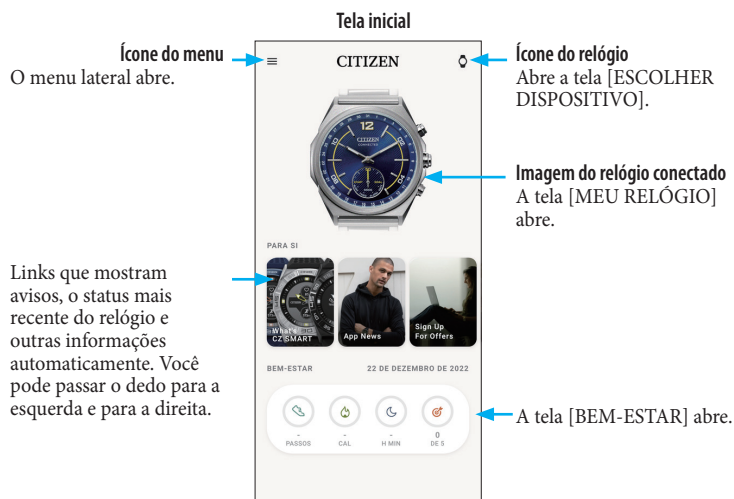 Tela inicial
Ícone do menu
O menu lateral abre.
CITIZEN
Ícone do relógio
Abre a tela [ESCOLHER
DISPOSITIVO].
12
CITIZEN
CONNECTED
Imagem do relógio conectado
A tela [MEU RELÓGIO]
abre.
PARA SI
Links que mostram
avisos, o status mais
recente do relógio e
outras informações
automaticamente. Você
pode passar o dedo para a
esquerda e para a direita.
What's
CZ SMART
App News
Sign Up
For Offers
BEM-ESTAR
22 DE DEZEMBRO DE 2022
-
PASSOS
-
CAL
-
H MIN
0
DE 5
A tela [BEM-ESTAR] abre.